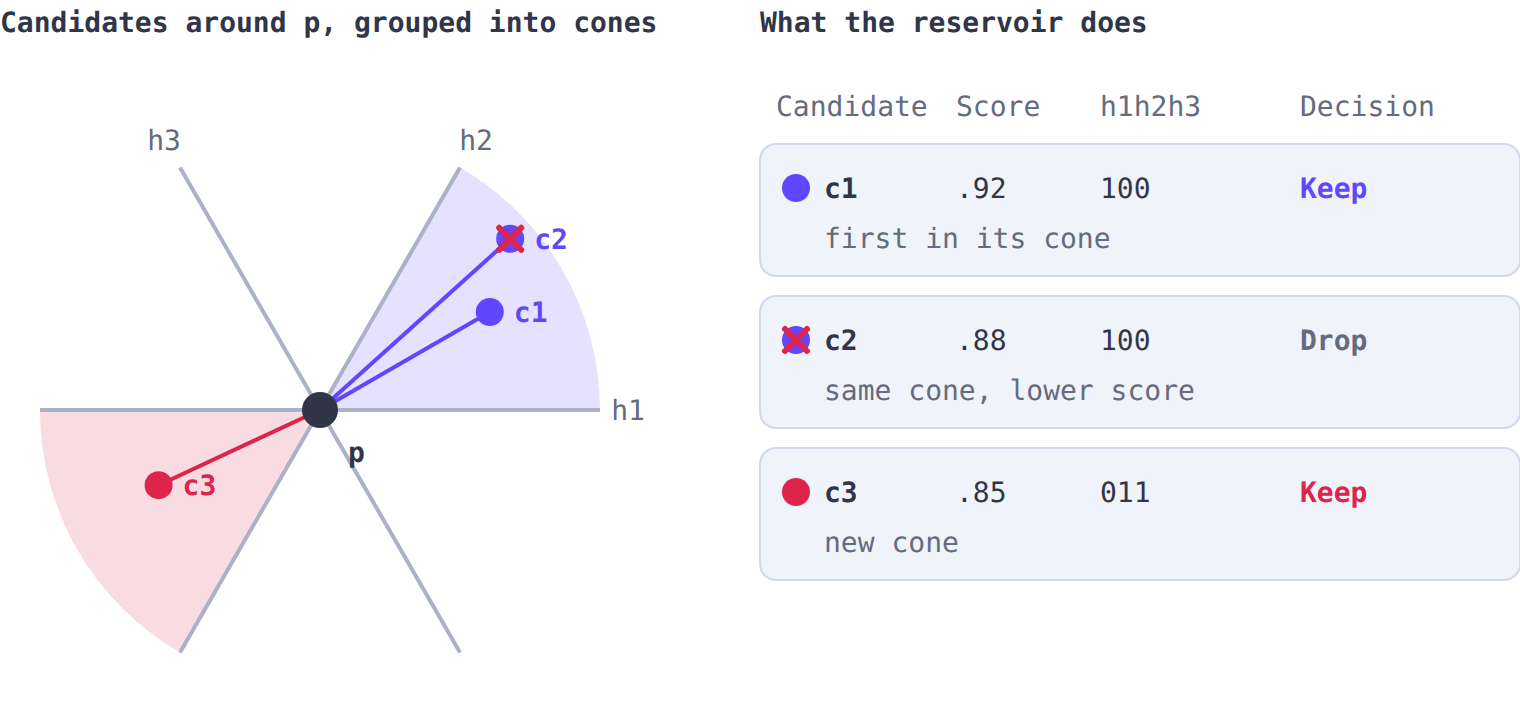 Candidates around p, grouped into cones
h3
h2
c2
c1
h1
p
c3
What the reservoir does
Candidate Score h1h2h3 Decision
c1 .92 100 Keep
first in its cone
c2 .88 100 Drop
same cone, lower score
c3 .85 011 Keep
new cone